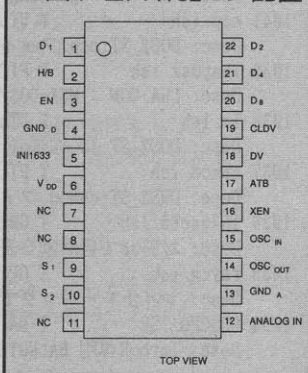 D1 1 22 D2
H/B 2 21 D4
EN 3 20 D8
GND D 4 19 CLDV
INI1633 5 18 DV
VDD 6 17 ATB
NC 7 16 XEN
NC 8 15 OSC IN
S1 9 14 OSC OUT
S2 10 13 GND A
NC 11 12 ANALOG IN
TOP VIEW